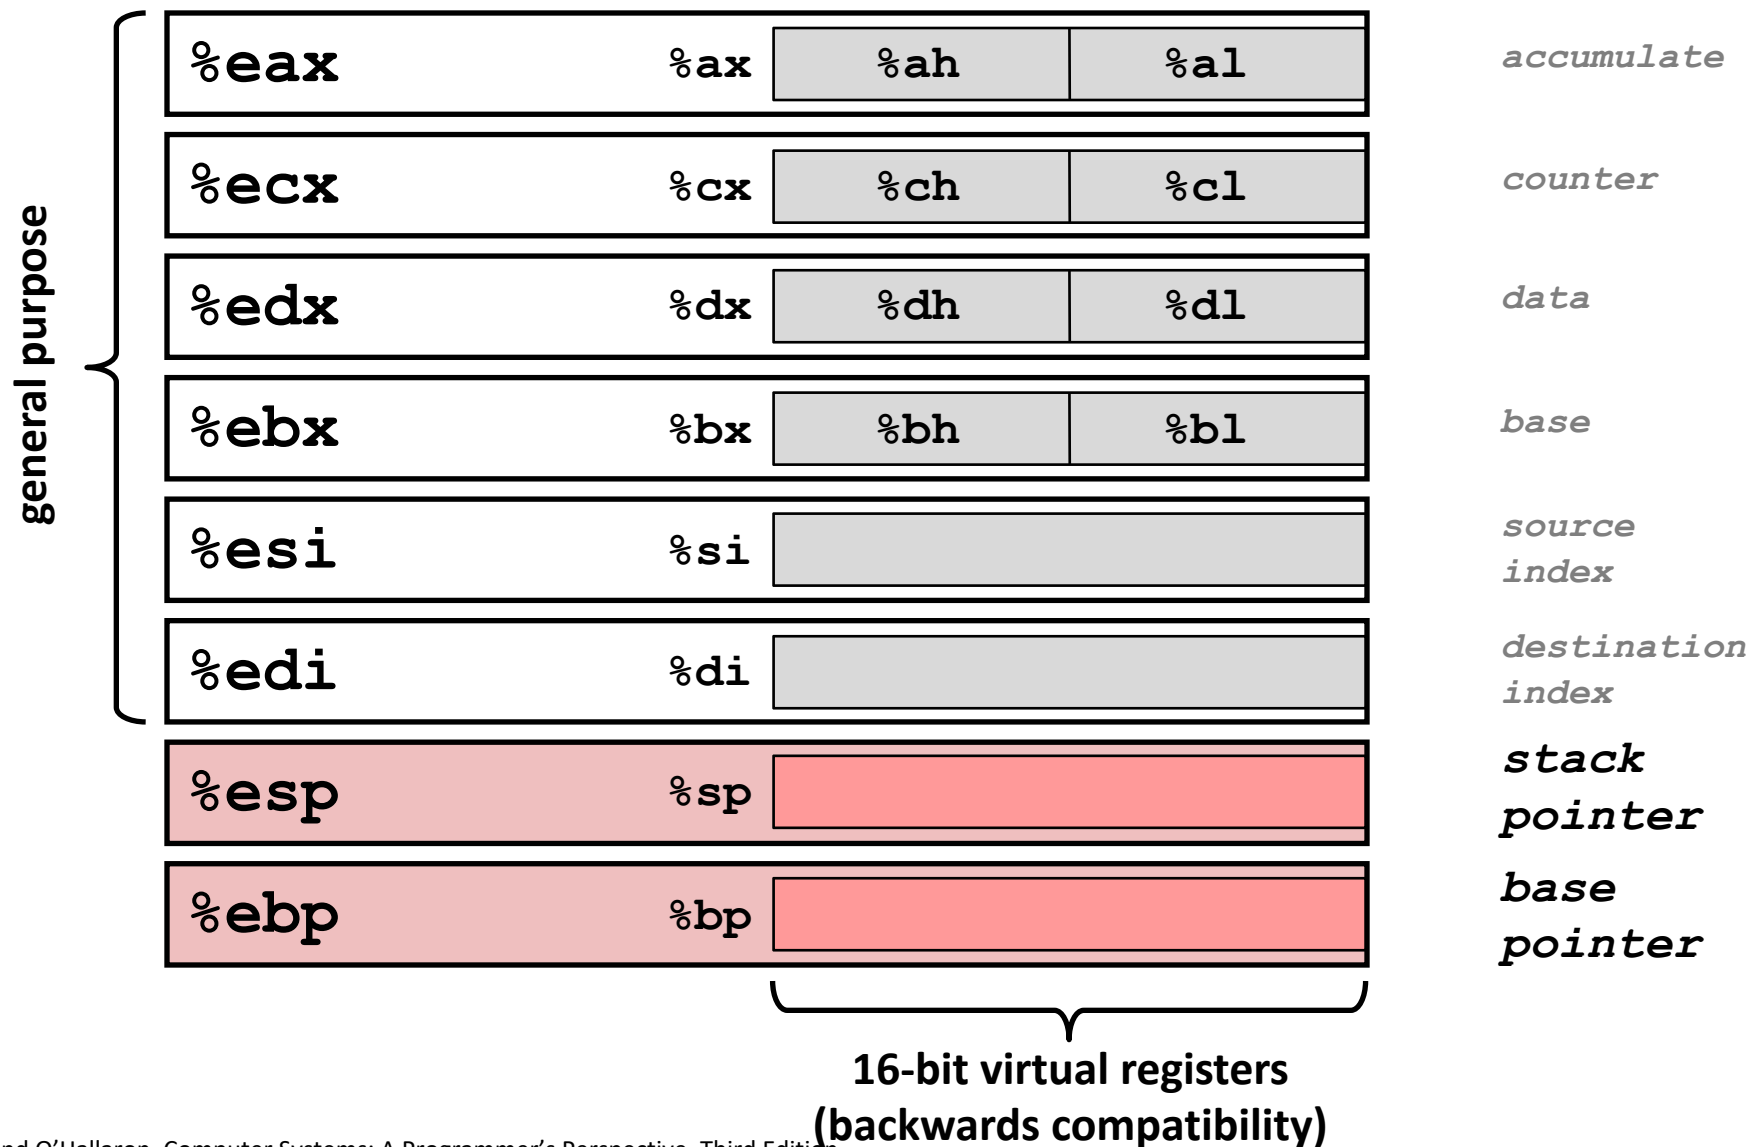 general purpose
%eax %ax %ah %al accumulate
%ecx %cx %ch %cl counter
%edx %dx %dh %dl data
%ebx %bx %bh %bl base
%esi %si source
index
%edi %di destination
index
%esp %sp stack
pointer
%ebp %bp base
pointer
16-bit virtual registers
(backwards compatibility)
O'Hallaron, Computer Systems: A Programmer's Perspective, Third Edition